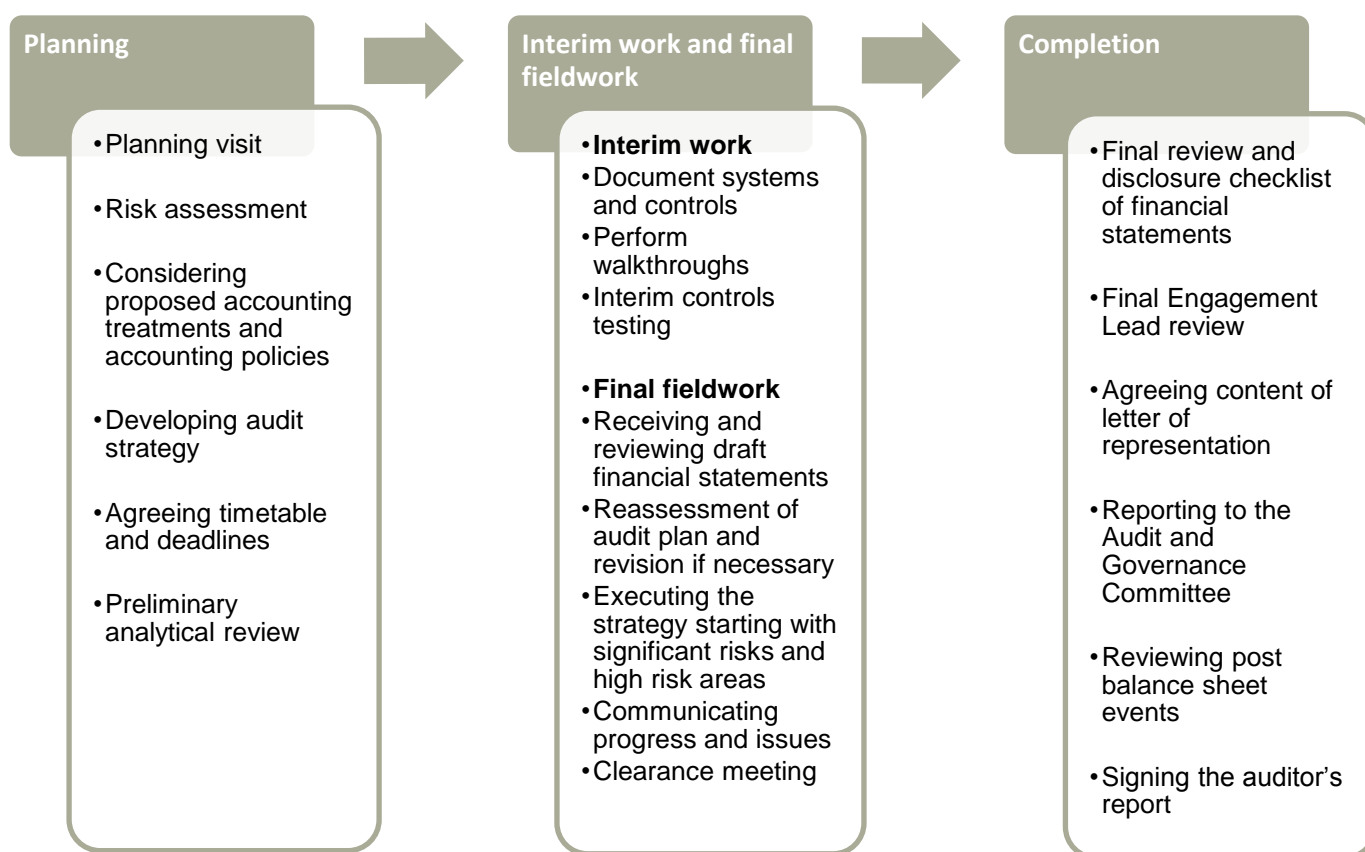 Planning
•Planning visit
•Risk assessment
•Considering
proposed accounting
treatments and
accounting policies
•Developing audit
strategy
•Agreeing timetable
and deadlines
•Preliminary
analytical review
Interim work and final
fieldwork
•Interim work
•Document systems
and controls
•Perform
walkthroughs
•Interim controls
testing
•Final fieldwork
•Receiving and
reviewing draft
financial statements
•Reassessment of
audit plan and
revision if necessary
•Executing the
strategy starting with
significant risks and
high risk areas
•Communicating
progress and issues
•Clearance meeting
Completion
•Final review and
disclosure checklist
of financial
statements
•Final Engagement
Lead review
•Agreeing content of
letter of
representation
•Reporting to the
Audit and
Governance
Committee
•Reviewing post
balance sheet
events
•Signing the auditor’s
report